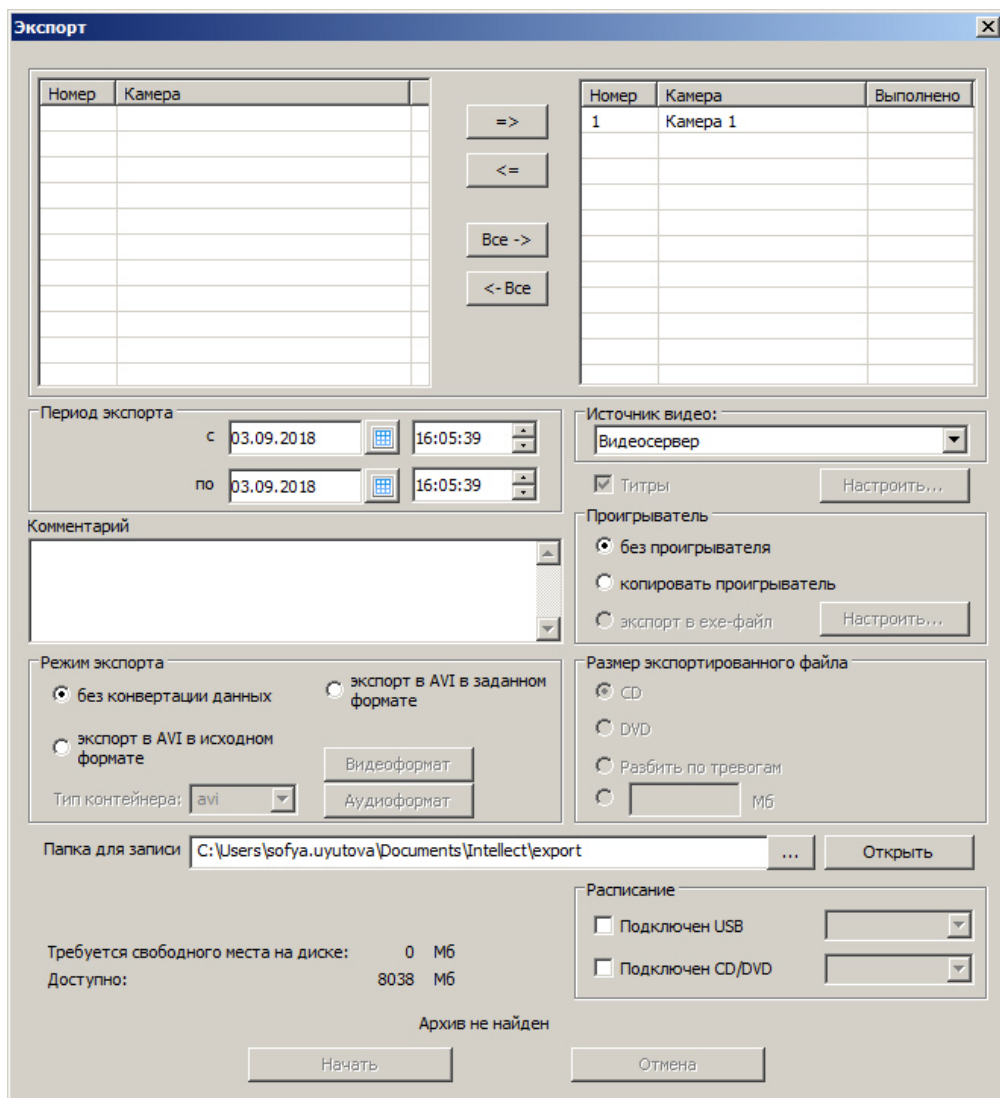 Экспорт
Номер Камера
Номер Камера Выполнено
1 Камера 1
=>
<=
Все ->
<- Все
Период экспорта
с 03.09.2018 16:05:39
по 03.09.2018 16:05:39
Источник видео:
Видеосервер
Титры Настроить...
Комментарий
Проигрыватель
без проигрывателя
копировать проигрыватель
экспорт в exe-файл Настроить...
Режим экспорта
без конвертации данных
экспорт в AVI в заданном
формате
экспорт в AVI в исходном
формате
Видеоформат
Тип контейнера: avi Аудиоформат
Размер экспортированного файла
CD
DVD
Разбить по тревогам
Мб
Папка для записи C:\Users\sofya.uyutova\Documents\Intellect\export ... Открыть
Расписание
Подключен USB
Подключен CD/DVD
Требуется свободного места на диске: 0 Мб
Доступно: 8038 Мб
Архив не найден
Начать Отмена